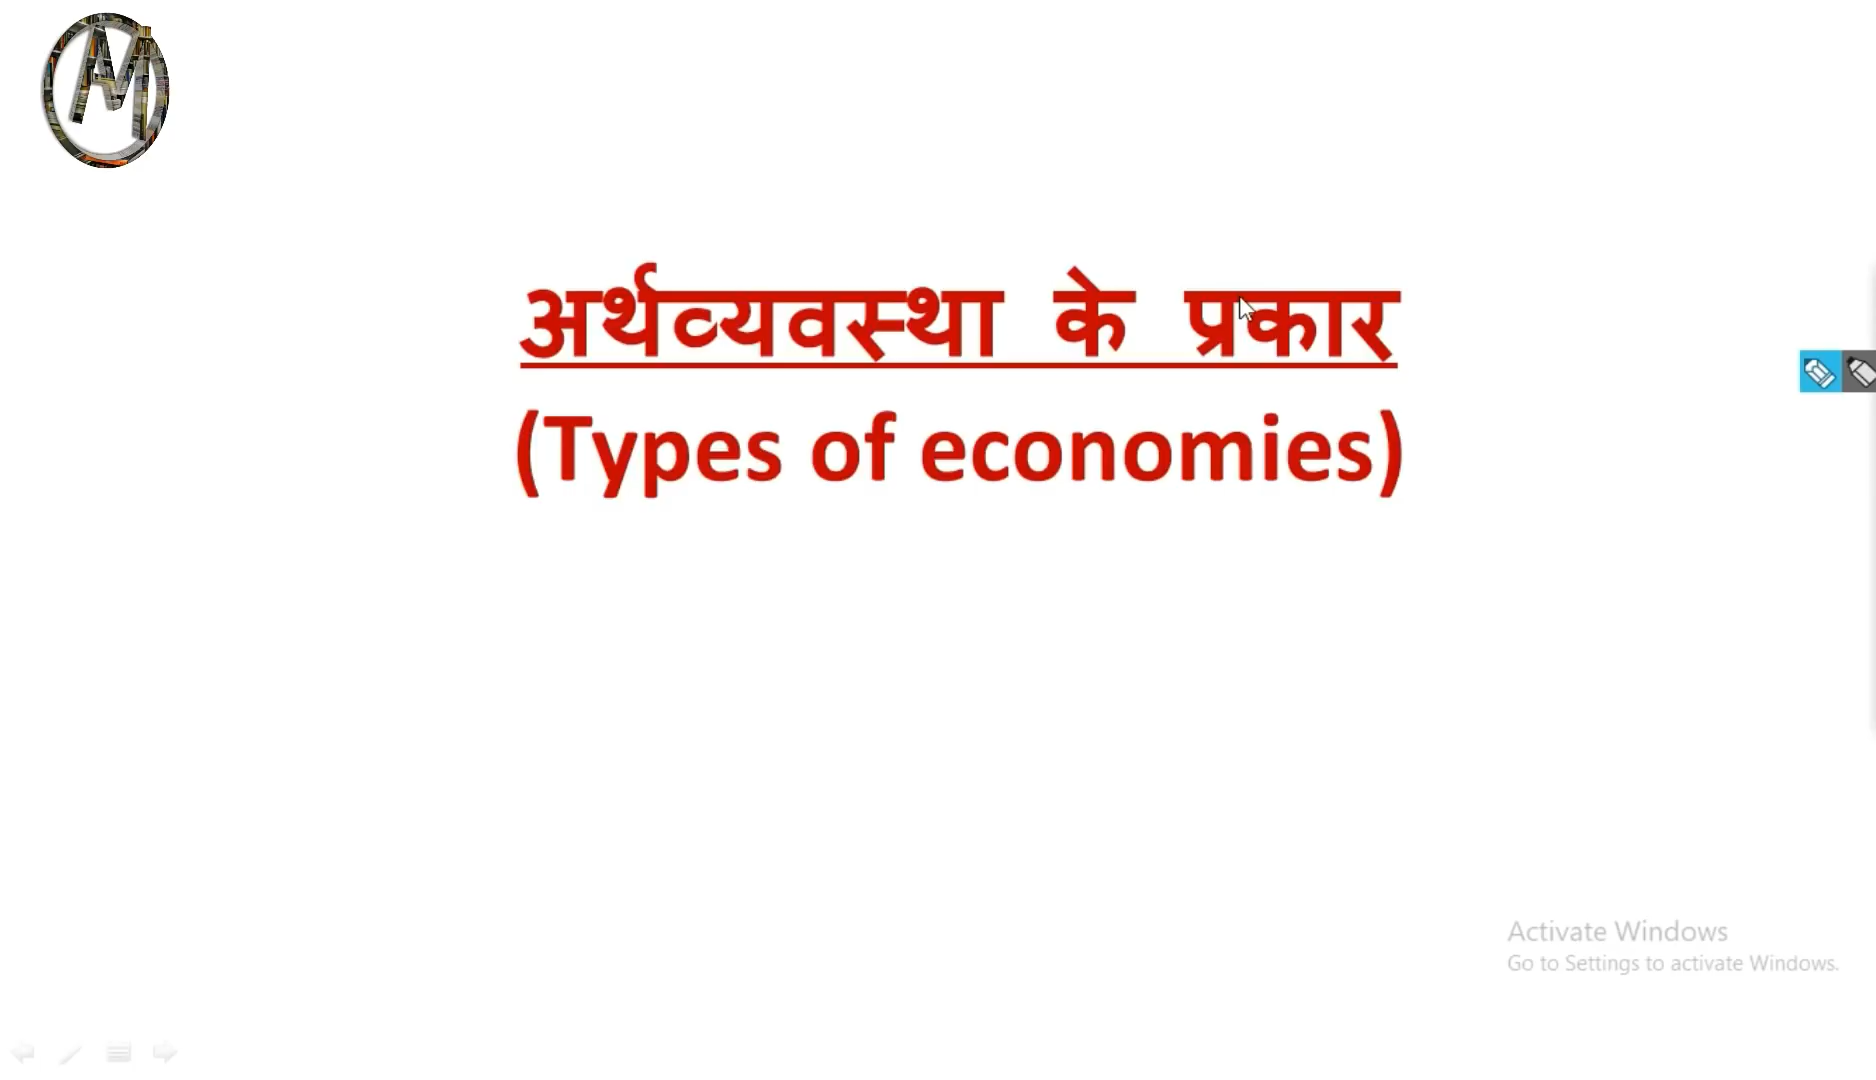 अर्थव्यवस्था के प्रकार
(Types of economies)
Activate Windows
Go to Settings to activate Windows.